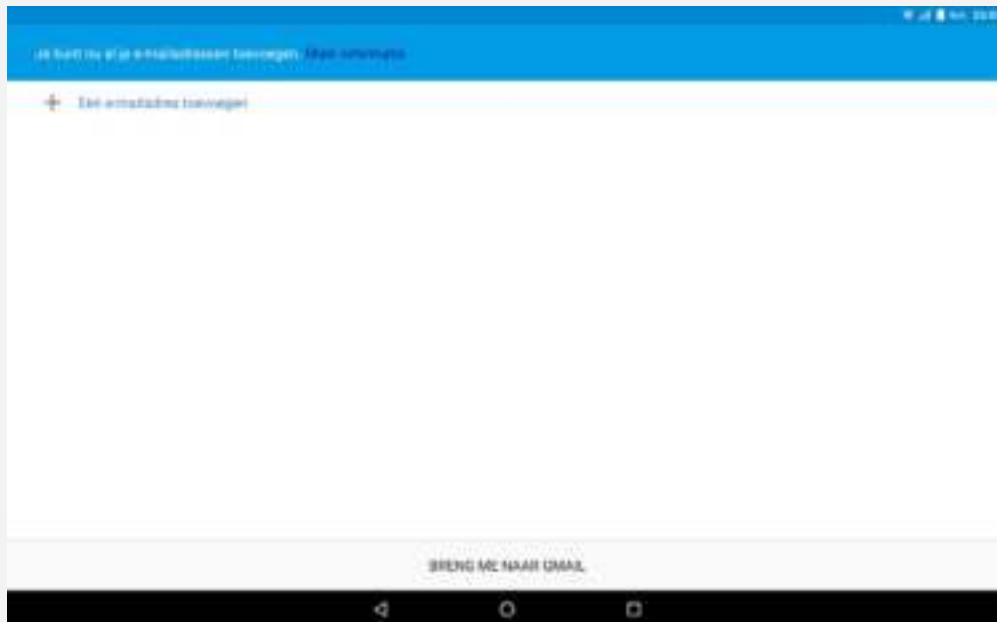 Je kunt nu al je e-mailadressen toevoegen. Meer informatie
Een e-mailadres toevoegen
BRENG ME NAAR GMAIL